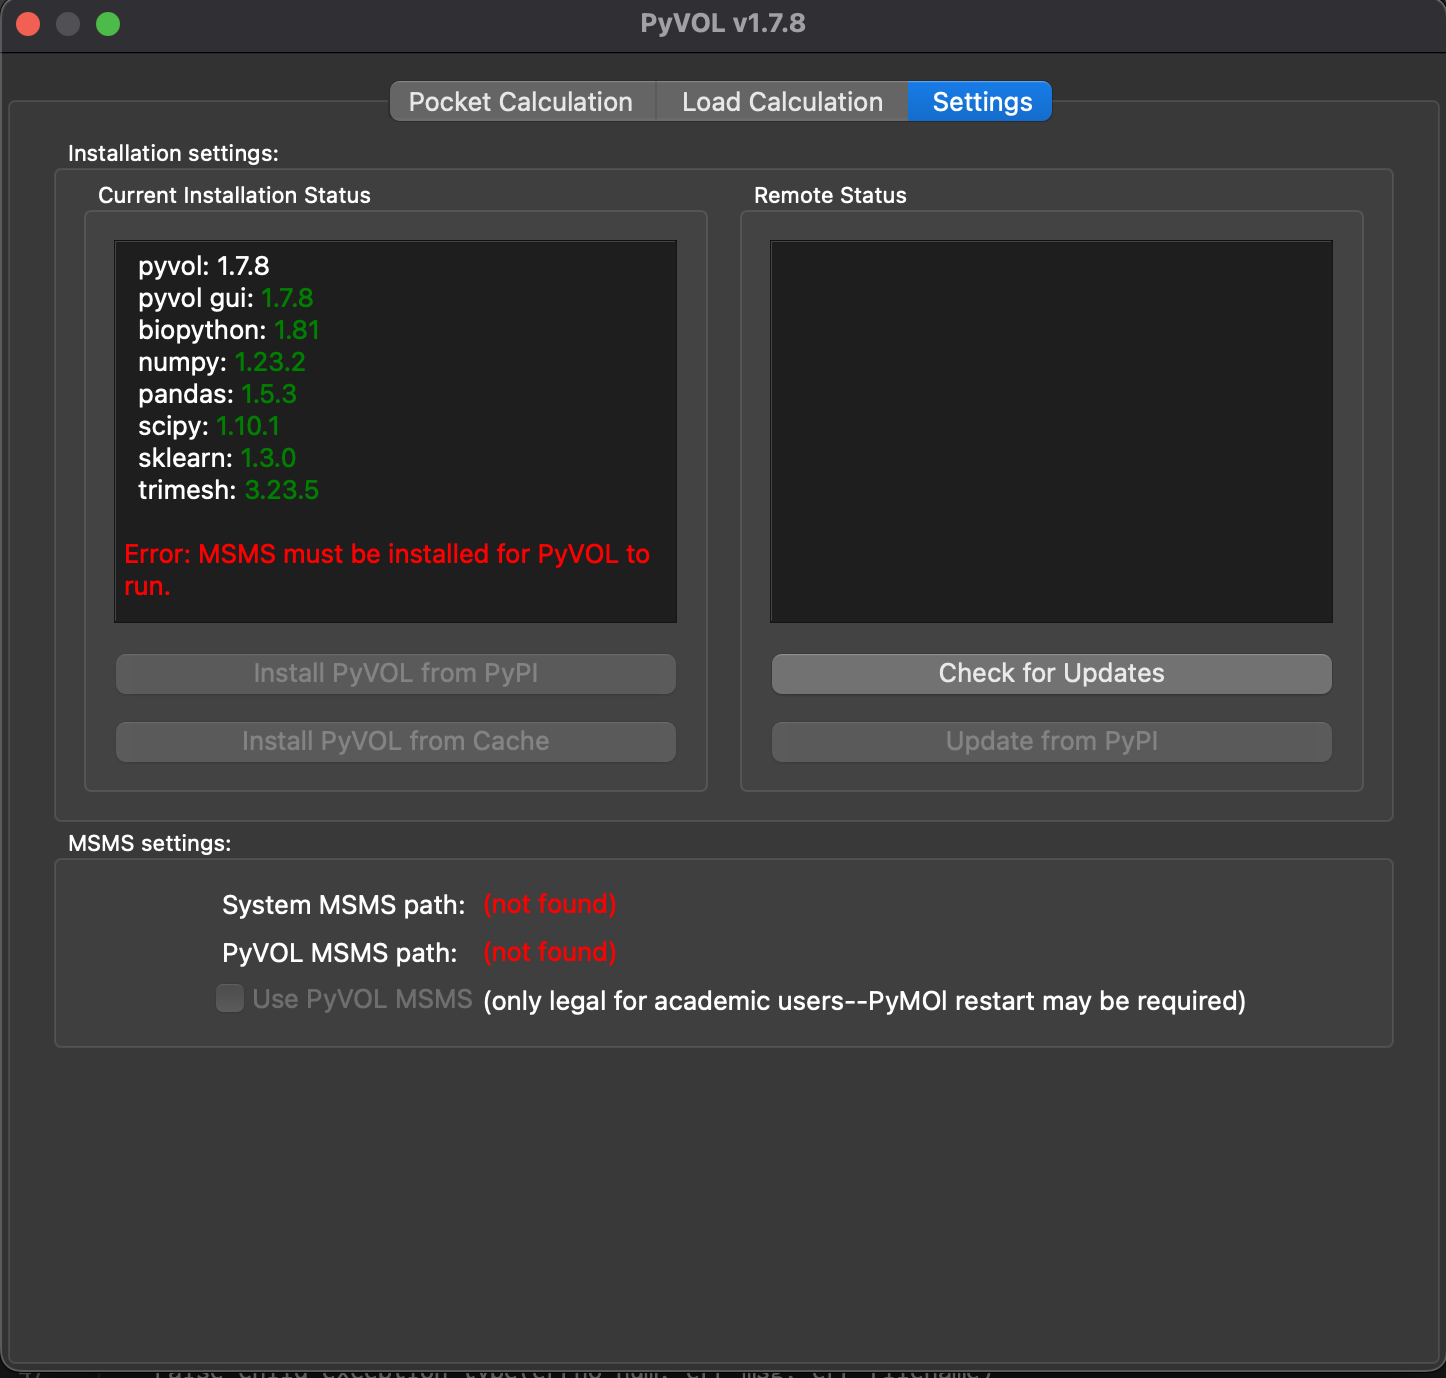 PyVOL v1.7.8
Pocket Calculation Load Calculation Settings
Installation settings:
Current Installation Status
pyvol: 1.7.8
pyvol gui: 1.7.8
biopython: 1.81
numpy: 1.23.2
pandas: 1.5.3
scipy: 1.10.1
sklearn: 1.3.0
trimesh: 3.23.5
Error: MSMS must be installed for PyVOL to
run.
Install PyVOL from PyPI
Install PyVOL from Cache
Remote Status
Check for Updates
Update from PyPI
MSMS settings:
System MSMS path: (not found)
PyVOL MSMS path: (not found)
Use PyVOL MSMS (only legal for academic users--PyMOl restart may be required)